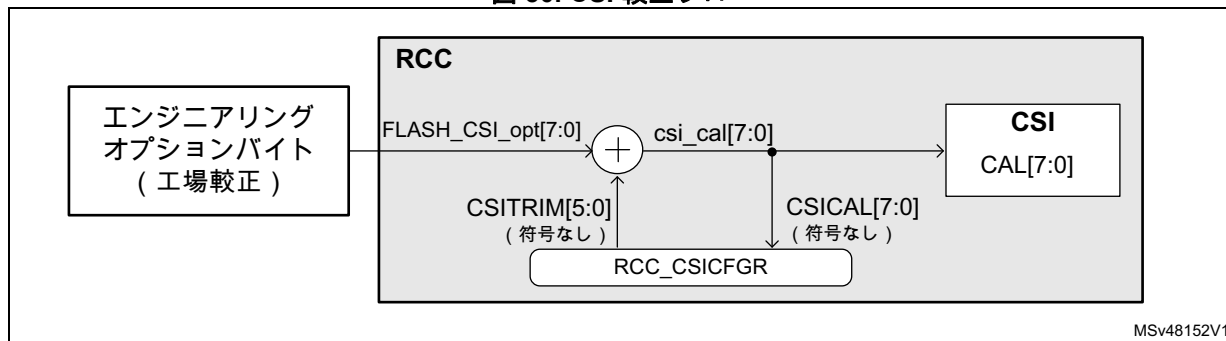 RCC
エンジニアリング
オプションバイト
(工場較正)
FLASH_CSI_opt[7:0]
csi_cal[7:0]
CSI
CAL[7:0]
CSITRIM[5:0]
(符号なし)
CSICAL[7:0]
(符号なし)
RCC_CSICFGR
MSv48152V1